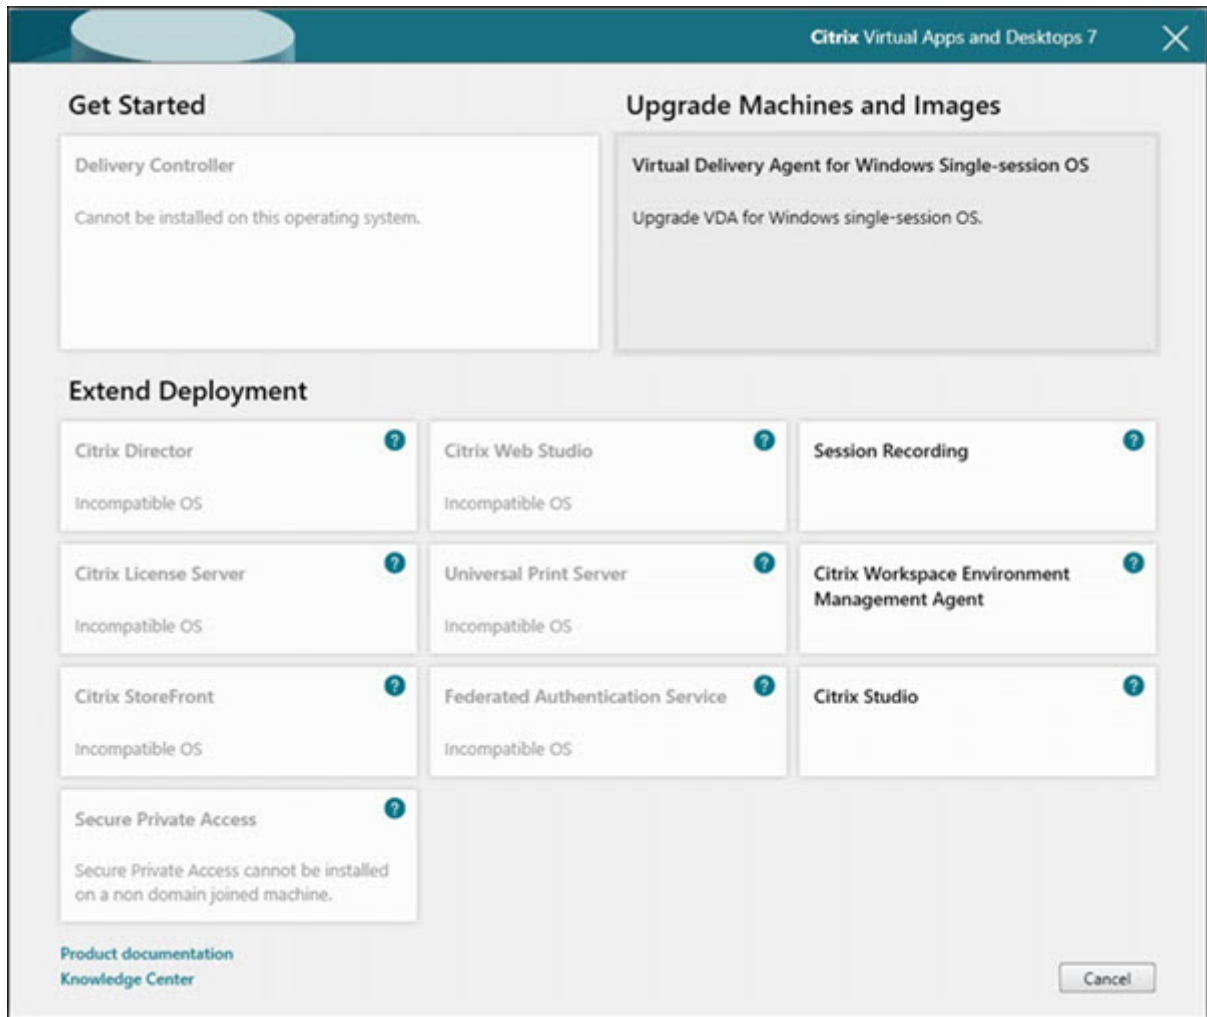 Citrix Virtual Apps and Desktops 7
Get Started
Delivery Controller
Cannot be installed on this operating system.
Upgrade Machines and Images
Virtual Delivery Agent for Windows Single-session OS
Upgrade VDA for Windows single-session OS.
Extend Deployment
Citrix Director
Incompatible OS
Citrix Web Studio
Incompatible OS
Session Recording
Citrix License Server
Incompatible OS
Universal Print Server
Incompatible OS
Citrix Workspace Environment
Management Agent
Citrix StoreFront
Incompatible OS
Federated Authentication Service
Incompatible OS
Citrix Studio
Secure Private Access
Secure Private Access cannot be installed
on a non domain joined machine.
Product documentation
Knowledge Center
Cancel